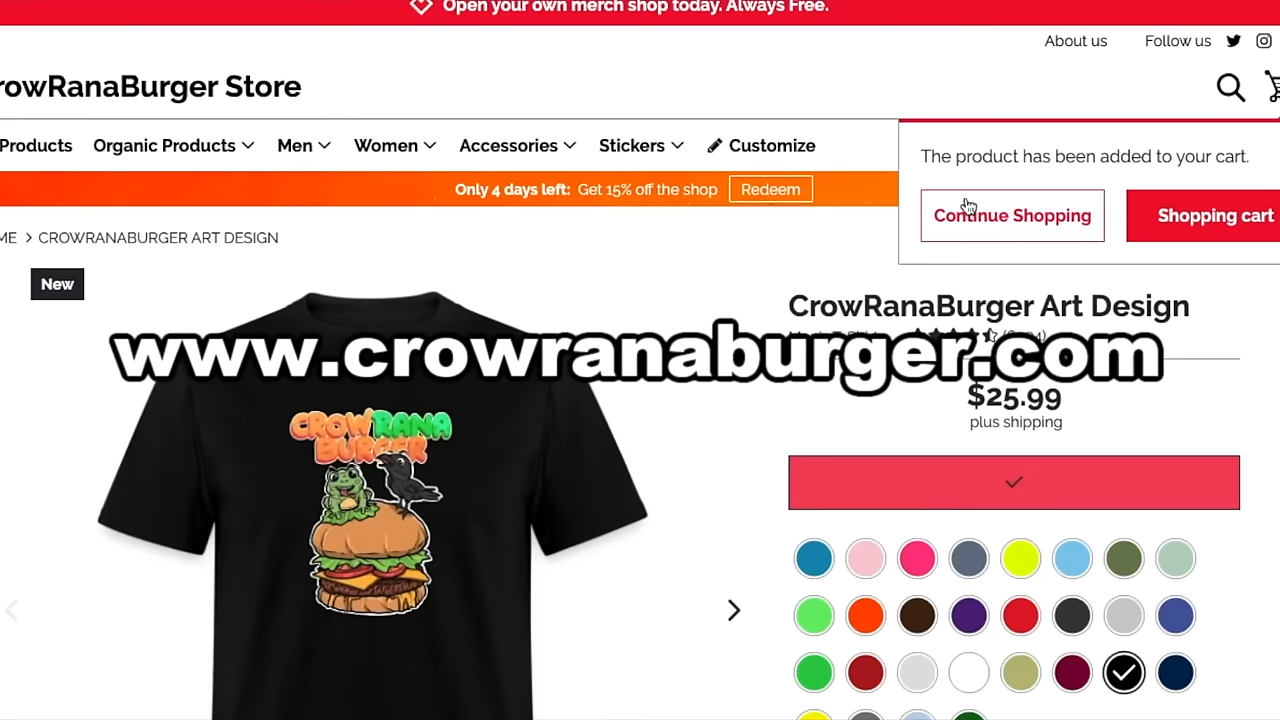 Open your own merch shop today. Always Free.
About us Follow us
rowRanaBurger Store
Products Organic Products Men Women Accessories Stickers Customize
The product has been added to your cart.
Only 4 days left: Get 15% off the shop Redeem
Continue Shopping Shopping cart
ME > CROWRANABURGER ART DESIGN
New
CrowRanaBurger Art Design
www.crowranaburger.com
$25.99
plus shipping
CROWRANA
BURGER